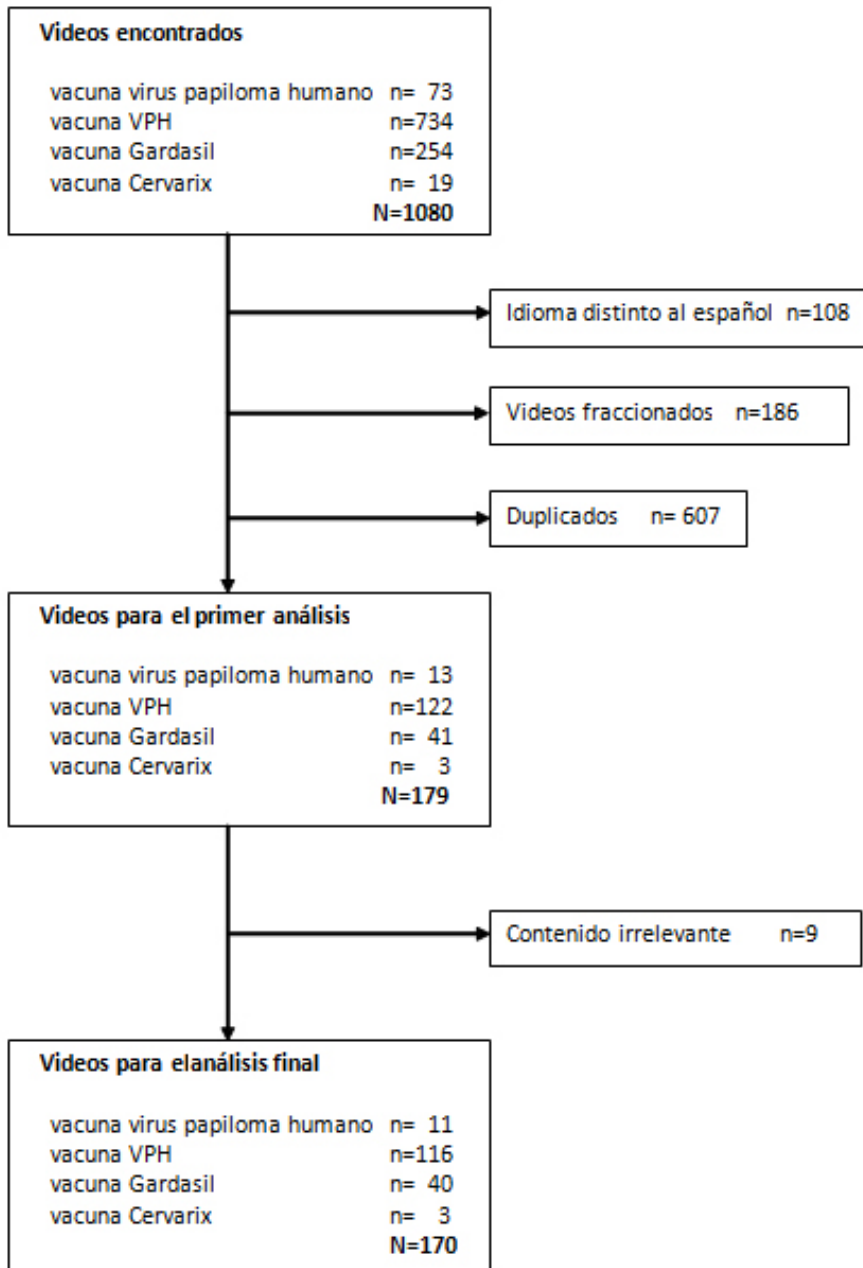 Videos encontrados
vacuna virus papiloma humano n= 73
vacuna VPH n=734
vacuna Gardasil n=254
vacuna Cervarix n= 19
N=1080
Idioma distinto al español n=108
Videos fraccionados n=186
Duplicados n= 607
Videos para el primer análisis
vacuna virus papiloma humano n= 13
vacuna VPH n=122
vacuna Gardasil n= 41
vacuna Cervarix n= 3
N=179
Contenido irrelevante n=9
Videos para elanálisis final
vacuna virus papiloma humano n= 11
vacuna VPH n=116
vacuna Gardasil n= 40
vacuna Cervarix n= 3
N=170